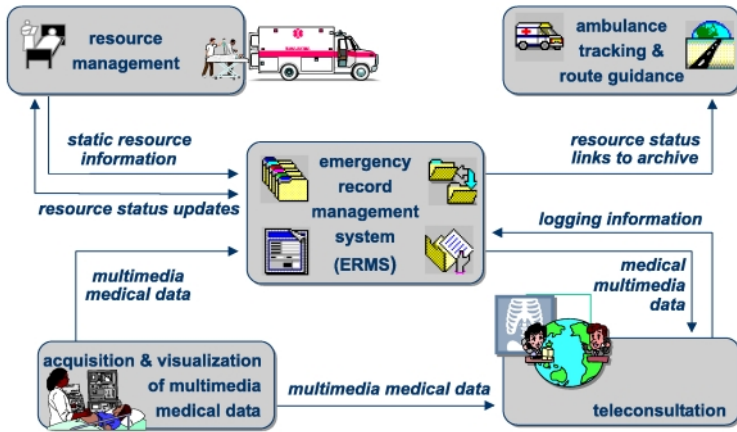 resource
management
ambulance
tracking &
route guidance
static resource
information
resource status updates
emergency
record
management
system
(ERMS)
resource status
links to archive
logging information
multimedia
medical data
medical
multimedia
data
acquisition & visualization
of multimedia
medical data
multimedia medical data
teleconsultation